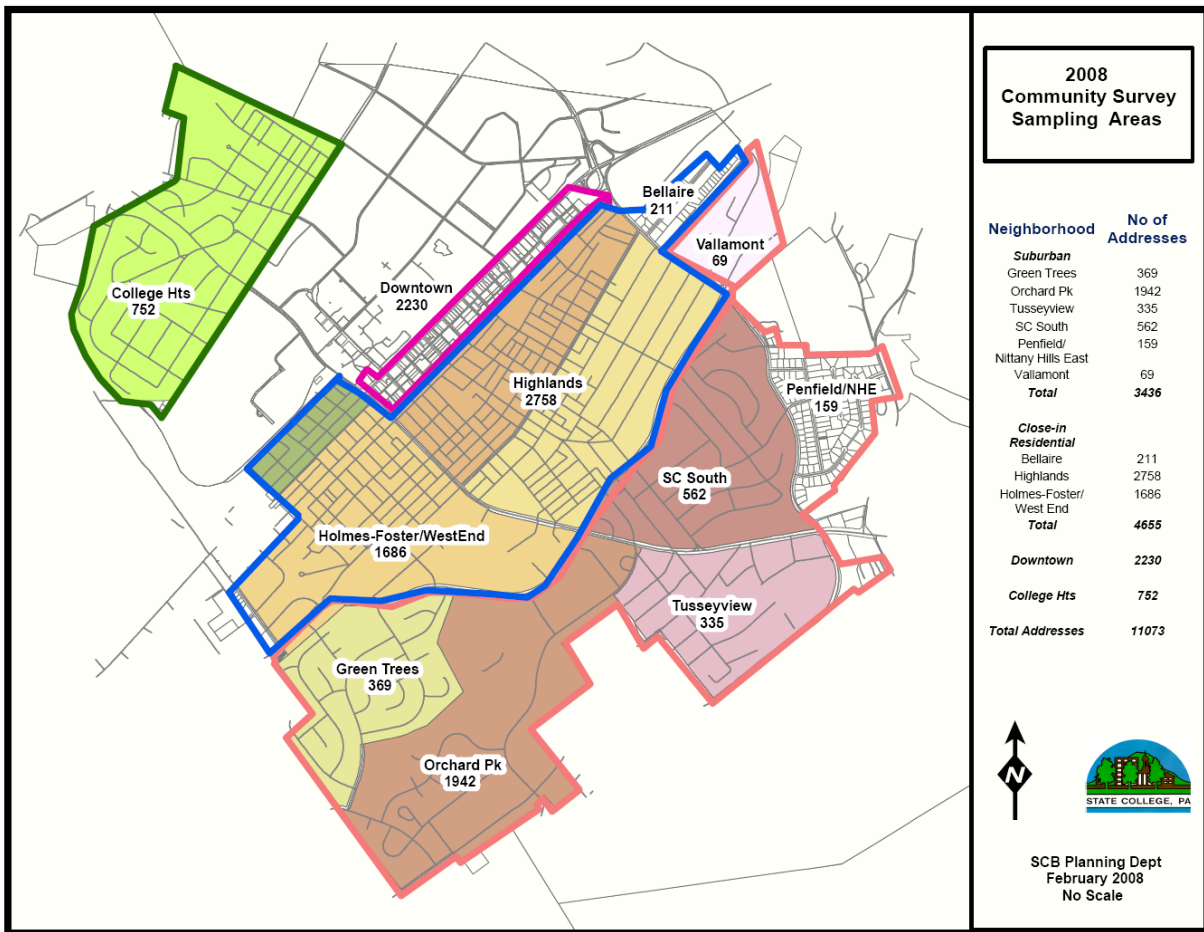 2008
Community Survey
Sampling Areas
Neighborhood No of Addresses
Suburban
Green Trees 369
Orchard Pk 1942
Tusseyview 335
SC South 562
Penfield/ 159
Nittany Hills East
Vallamont 69
Total 3436
Close-in
Residential
Bellaire 211
Highlands 2758
Holmes-Foster/ 1686
West End
Total 4655
Downtown 2230
College Hts 752
Total Addresses 11073
N
STATE COLLEGE, PA
SCB Planning Dept
February 2008
No Scale
Bellaire
211
Vallamont
69
College Hts
752
Downtown
2230
Highlands
2758
Penfield/NHE
159
SC South
562
Holmes-Foster/WestEnd
1686
Tusseyview
335
Green Trees
369
Orchard Pk
1942